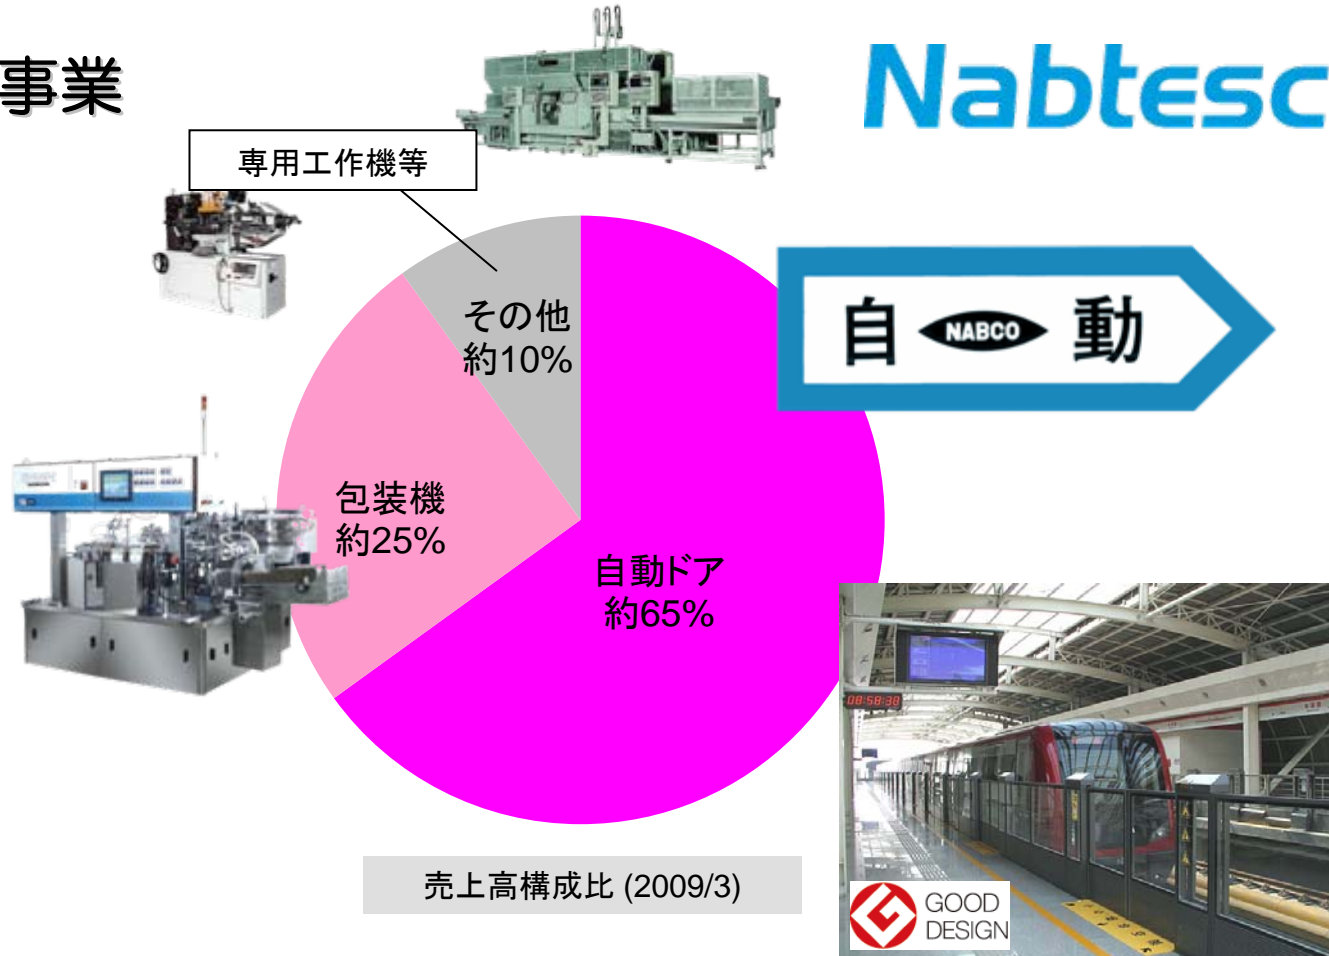 事業
Nabtesc
専用工作機等
自 NABCO 動
その他
約10%
包装機
約25%
自動ドア
約65%
08:58:38
売上高構成比 (2009/3)
GOOD
DESIGN